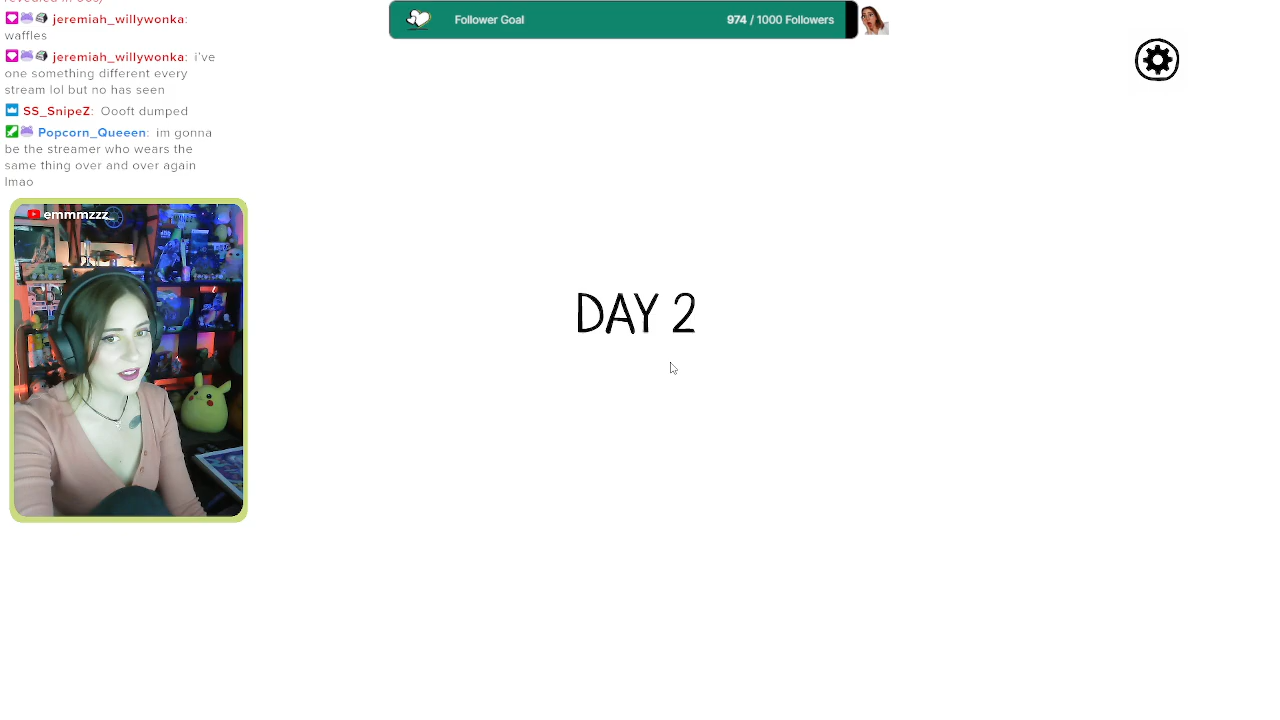 jeremiah_willywonka:
waffles
jeremiah_willywonka: i've
one something different every
stream lol but no has seen
SS_SnipeZ: Oooft dumped
Popcorn_Queeen: im gonna
be the streamer who wears the
same thing over and over again
lmao
Follower Goal 974 / 1000 Followers
emmmzzz_
DAY 2